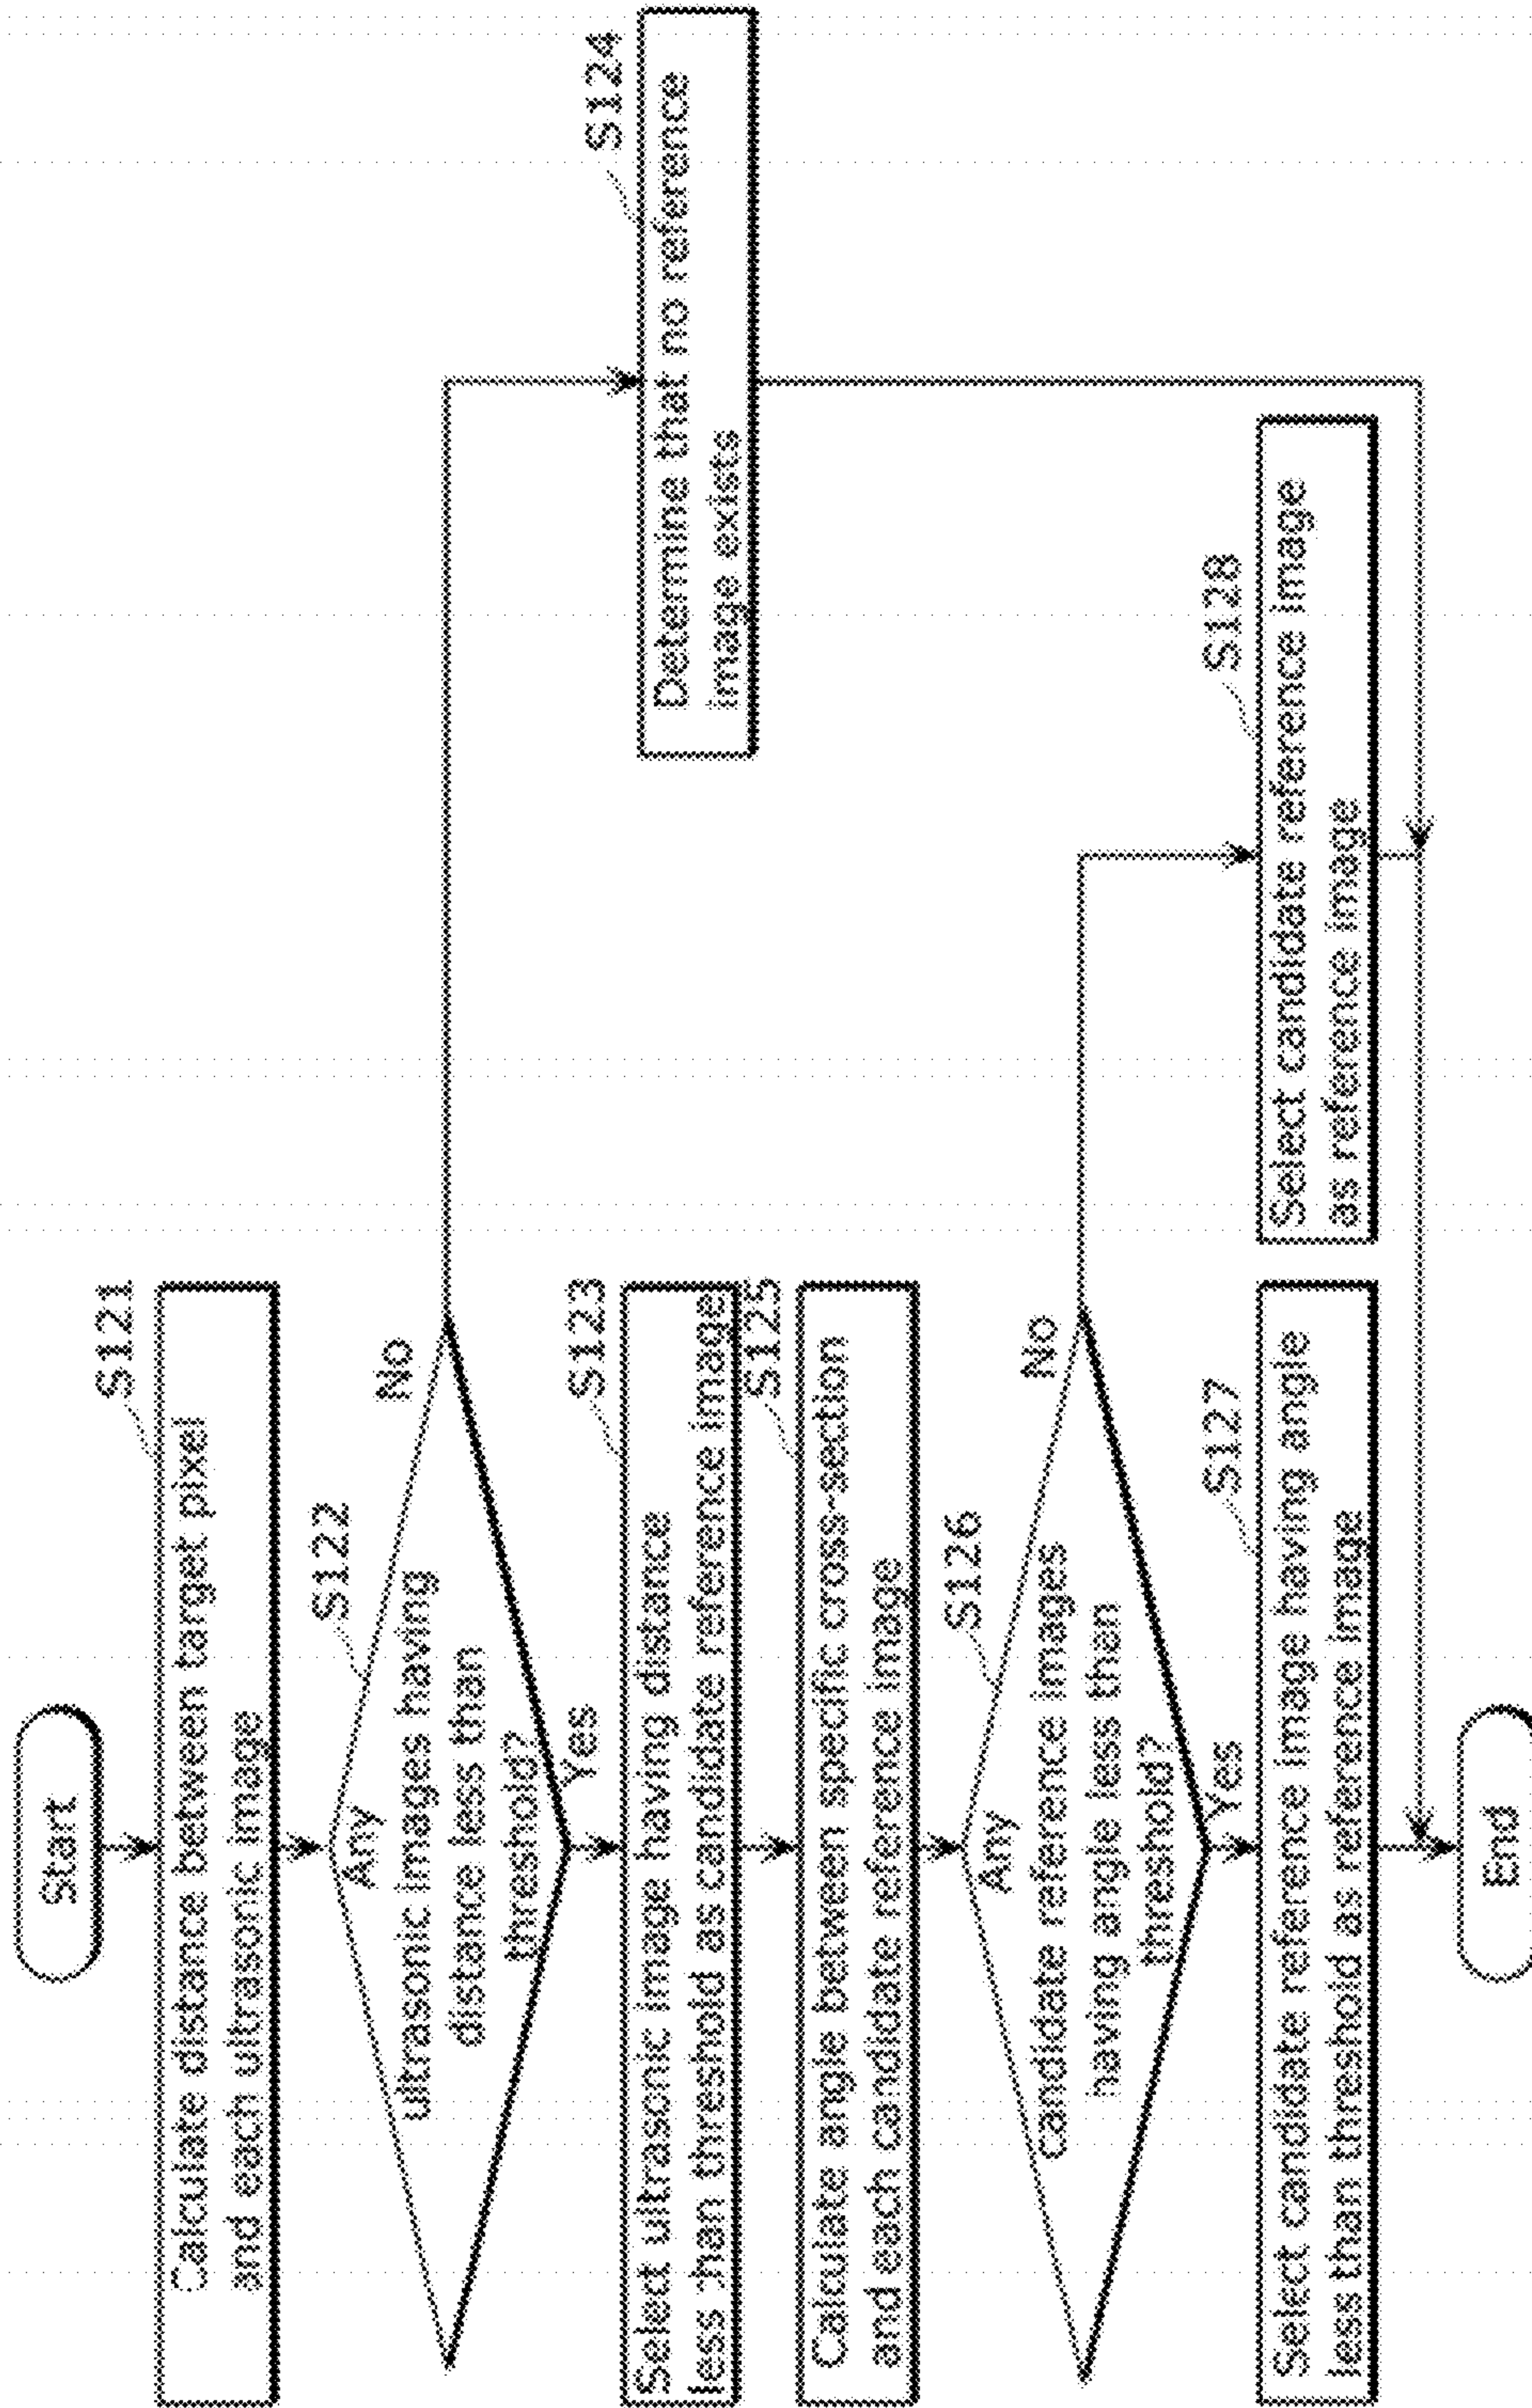 Start
S121
Calculate distance between target pixel
and each ultrasonic image
S122
Any
ultrasonic images having
distance less than
threshold?
No
Yes
S123
Select ultrasonic image having distance
less than threshold as candidate reference image
S124
Determine that no reference
image exists
S125
Calculate angle between specific cross-section
and each candidate reference image
S126
Any
candidate reference images
having angle less than
threshold?
No
Yes
S127
Select candidate reference image having angle
less than threshold as reference image
S128
Select candidate reference image
as reference image
End